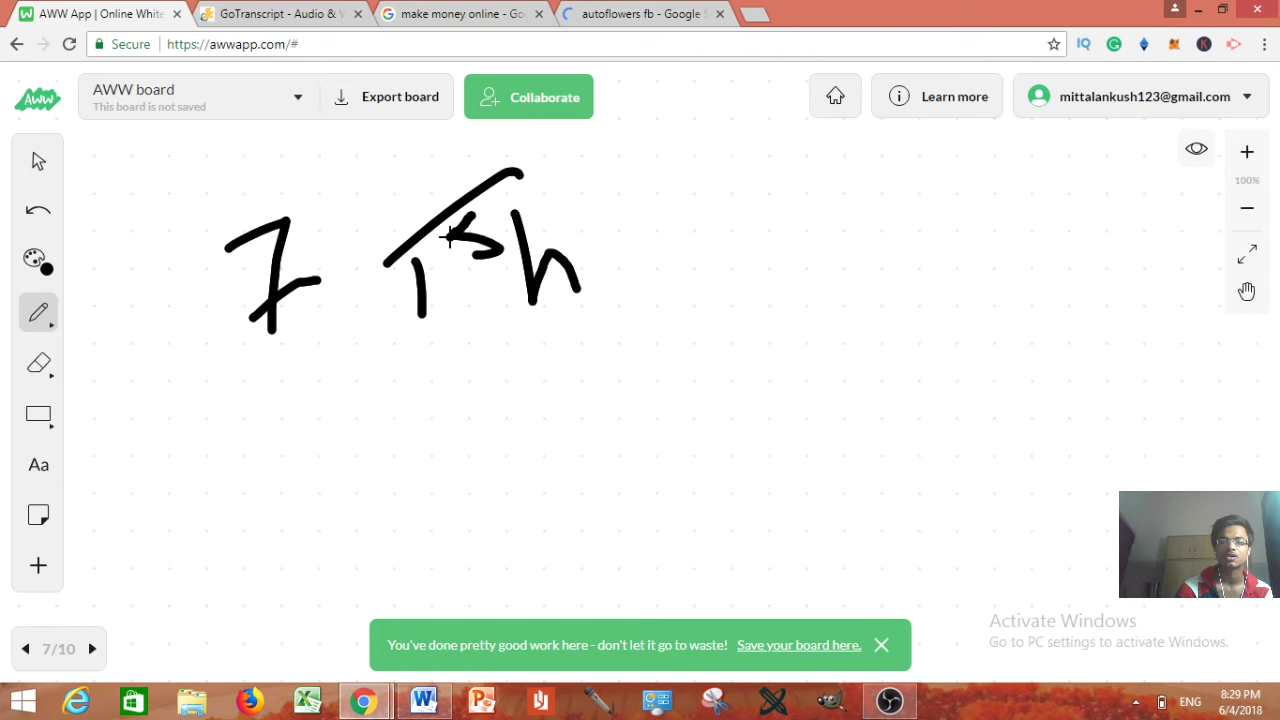 AWW App | Online White
GoTranscript - Audio & W
make money online - Goo
autoflowers fb - Google S
Secure https://awwapp.com/#
AWW board
This board is not saved
Export board
Collaborate
Learn more
mittalankush123@gmail.com
100%
7
Aa
7/10
You've done pretty good work here - don't let it go to waste! Save your board here.
Activate Windows
Go to PC settings to activate Windows.
ENG
8:29 PM
6/4/2018